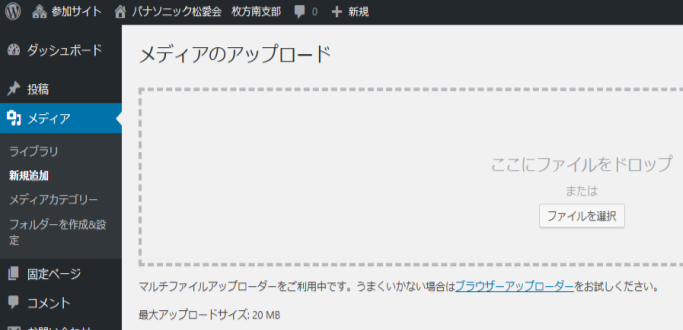 参加サイト パナソニック松愛会 枚方南支部 0 新規
ダッシュボード
メディアのアップロード
投稿
メディア
ライブラリ
新規追加
メディアカテゴリー
フォルダーを作成&設
定
固定ページ
コメント
お問い合わせ
ここにファイルをドロップ
または
ファイルを選択
マルチファイルアップローダーをご利用中です。うまくいかない場合はブラウザーアップローダーをお試しください。
最大アップロードサイズ: 20 MB